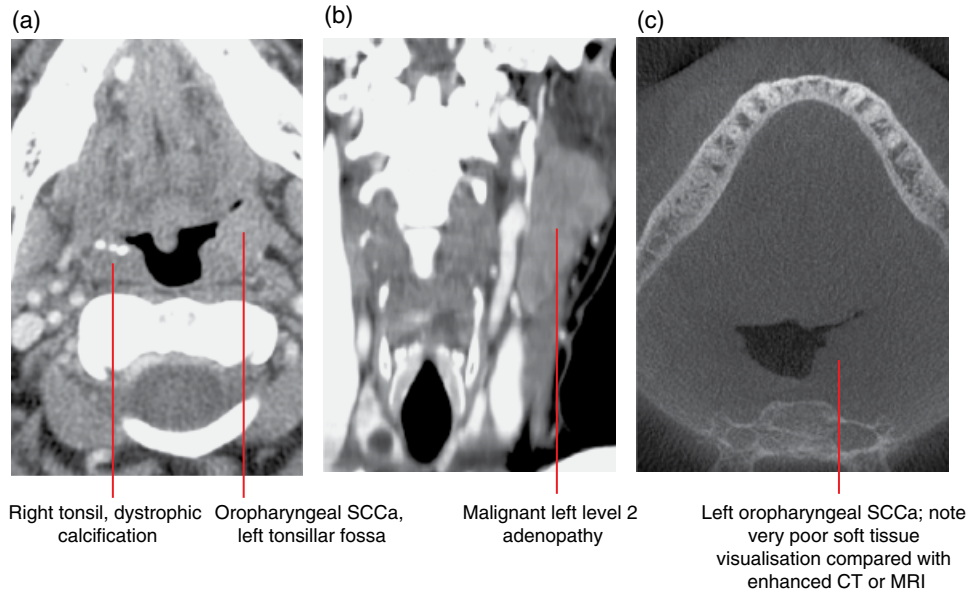 (a)
(b)
(c)
Right tonsil, dystrophic
calcification
Oropharyngeal SCCa,
left tonsillar fossa
Malignant left level 2
adenopathy
Left oropharyngeal SCCa; note
very poor soft tissue
visualisation compared with
enhanced CT or MRI